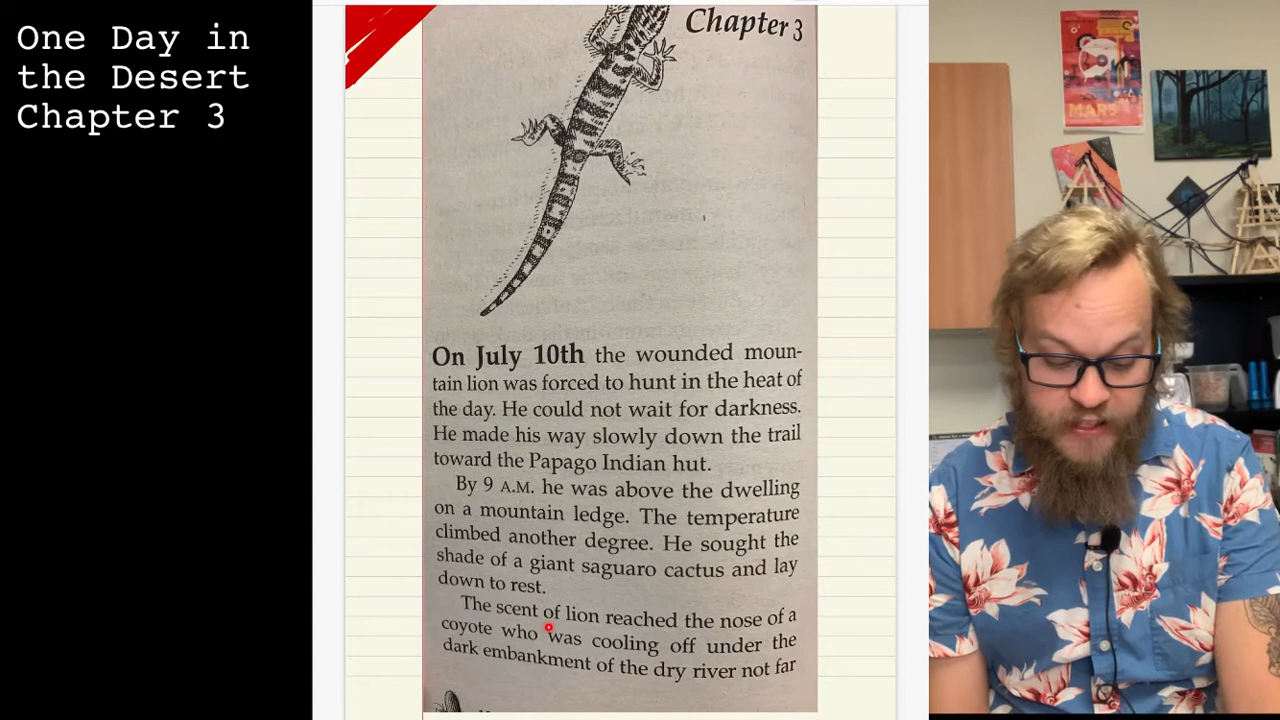 One Day in
the Desert
Chapter 3
Chapter 3
On July 10th the wounded moun-
tain lion was forced to hunt in the heat of
the day. He could not wait for darkness.
He made his way slowly down the trail
toward the Papago Indian hut.
By 9 A.M. he was above the dwelling
on a mountain ledge. The temperature
climbed another degree. He sought the
shade of a giant saguaro cactus and lay
down to rest.
The scent of lion reached the nose of a
coyote who was cooling off under the
dark embankment of the dry river not far
MARS